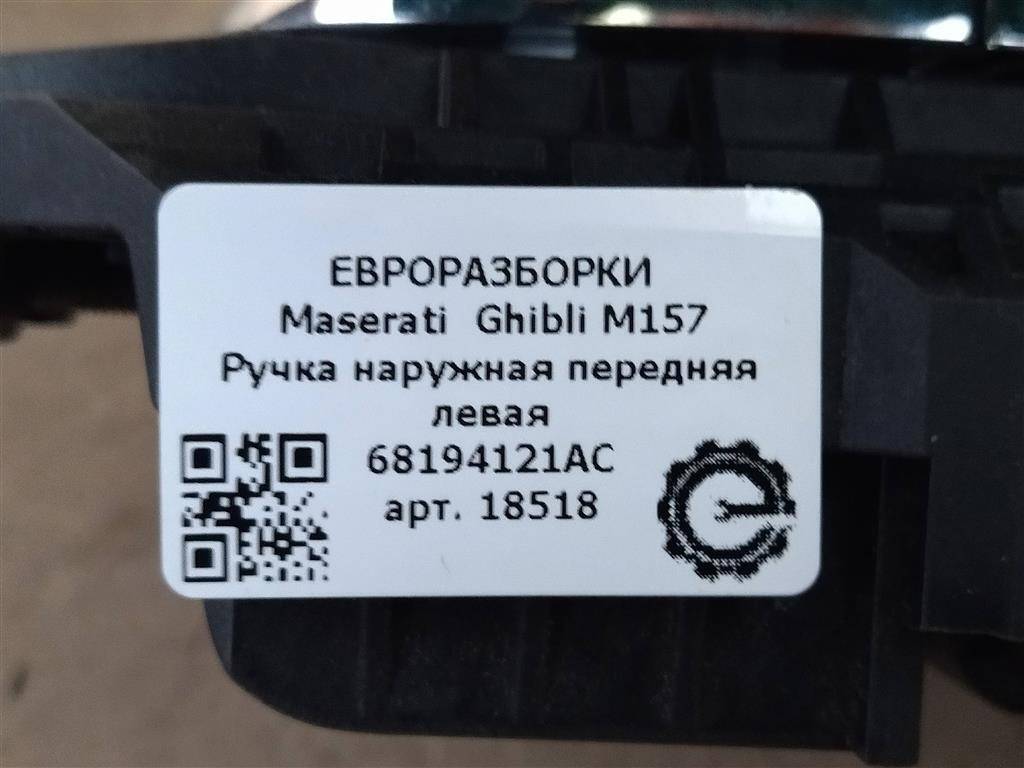 ЕВРОРАЗБОРКИ
Maserati Ghibli M157
Ручка наружная передняя
левая
68194121AC
арт. 18518